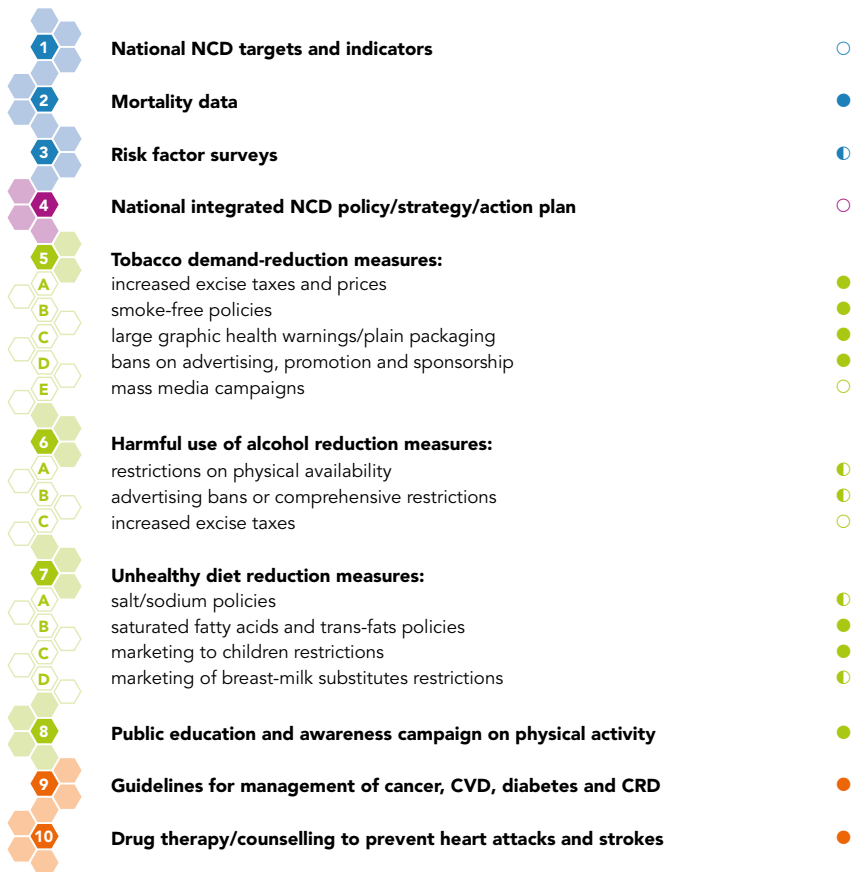 1 National NCD targets and indicators ○
2 Mortality data ●
3 Risk factor surveys ◐
4 National integrated NCD policy/strategy/action plan ○
5 Tobacco demand-reduction measures:
A increased excise taxes and prices ●
B smoke-free policies ●
C large graphic health warnings/plain packaging ●
D bans on advertising, promotion and sponsorship ●
E mass media campaigns ○
6 Harmful use of alcohol reduction measures:
A restrictions on physical availability ◐
B advertising bans or comprehensive restrictions ◐
C increased excise taxes ○
7 Unhealthy diet reduction measures:
A salt/sodium policies ◐
B saturated fatty acids and trans-fats policies ●
C marketing to children restrictions ●
D marketing of breast-milk substitutes restrictions ◐
8 Public education and awareness campaign on physical activity ●
9 Guidelines for management of cancer, CVD, diabetes and CRD ●
10 Drug therapy/counselling to prevent heart attacks and strokes ●